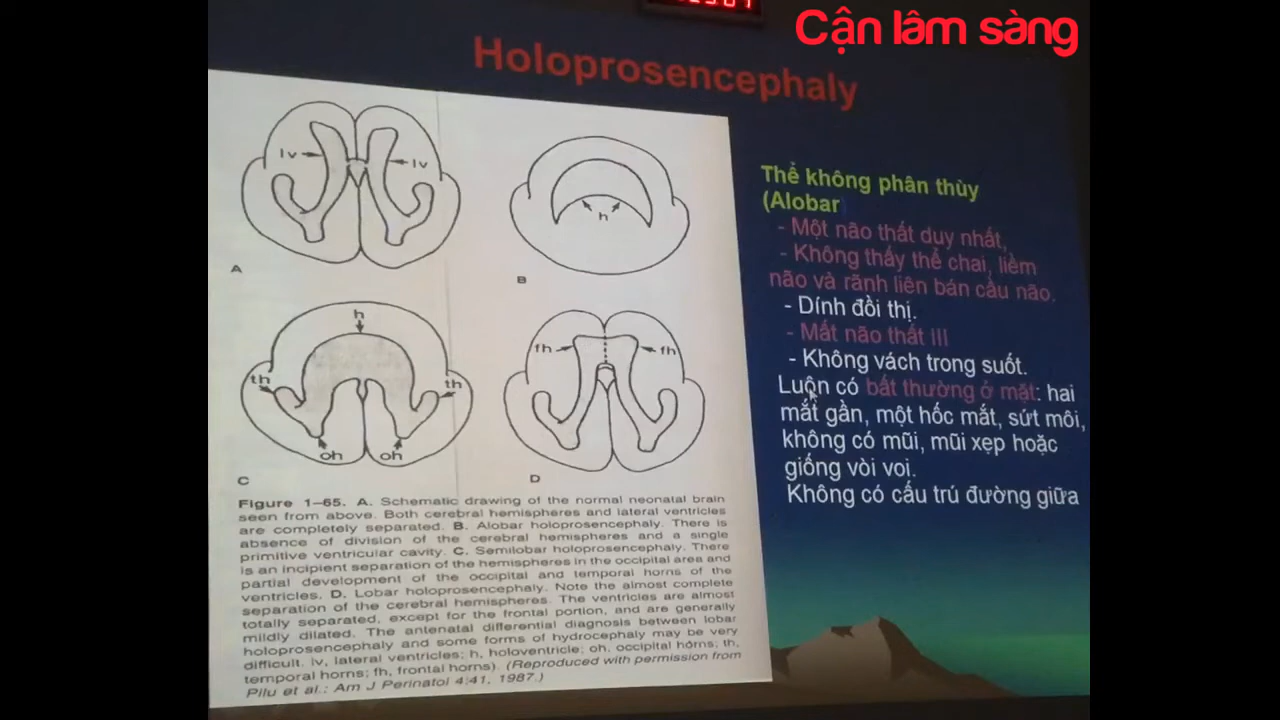 Cận lâm sàng
Holoprosencephaly
lv
lv
A
h
B
h
th
th
oh
oh
C
fh
fh
D
Figure 1–65. A. Schematic drawing of the normal neonatal brain
seen from above. Both cerebral hemispheres and lateral ventricles
are completely separated. B. Alobar holoprosencephaly. There is
absence of division of the cerebral hemispheres and a single
primitive ventricular cavity. C. Semilobar holoprosencephaly. There
is an incipient separation of the hemispheres in the occipital area and
partial development of the occipital and temporal horns of the
ventricles. D. Lobar holoprosencephaly. Note the almost complete
separation of the cerebral hemispheres. The ventricles are almost
totally separated, except for the frontal portion, and are generally
mildly dilated. The antenatal differential diagnosis between lobar
holoprosencephaly and some forms of hydrocephaly may be very
difficult. lv, lateral ventricles; h, holoventricle; oh, occipital horns; th,
temporal horns; fh, frontal horns). (Reproduced with permission from
Pilu et al.: Am J Perinatol 4:41, 1987.)
Thể không phân thùy
(Alobar)
- Một não thất duy nhất,
- Không thấy thể chai, liềm
não và rãnh liên bán cầu não.
- Dính đồi thị.
- Mất não thất III
- Không vách trong suốt.
Luôn có bất thường ở mặt: hai
mắt gần, một hốc mắt, sứt môi,
không có mũi, mũi xẹp hoặc
giống vòi voi.
Không có cấu trú đường giữa